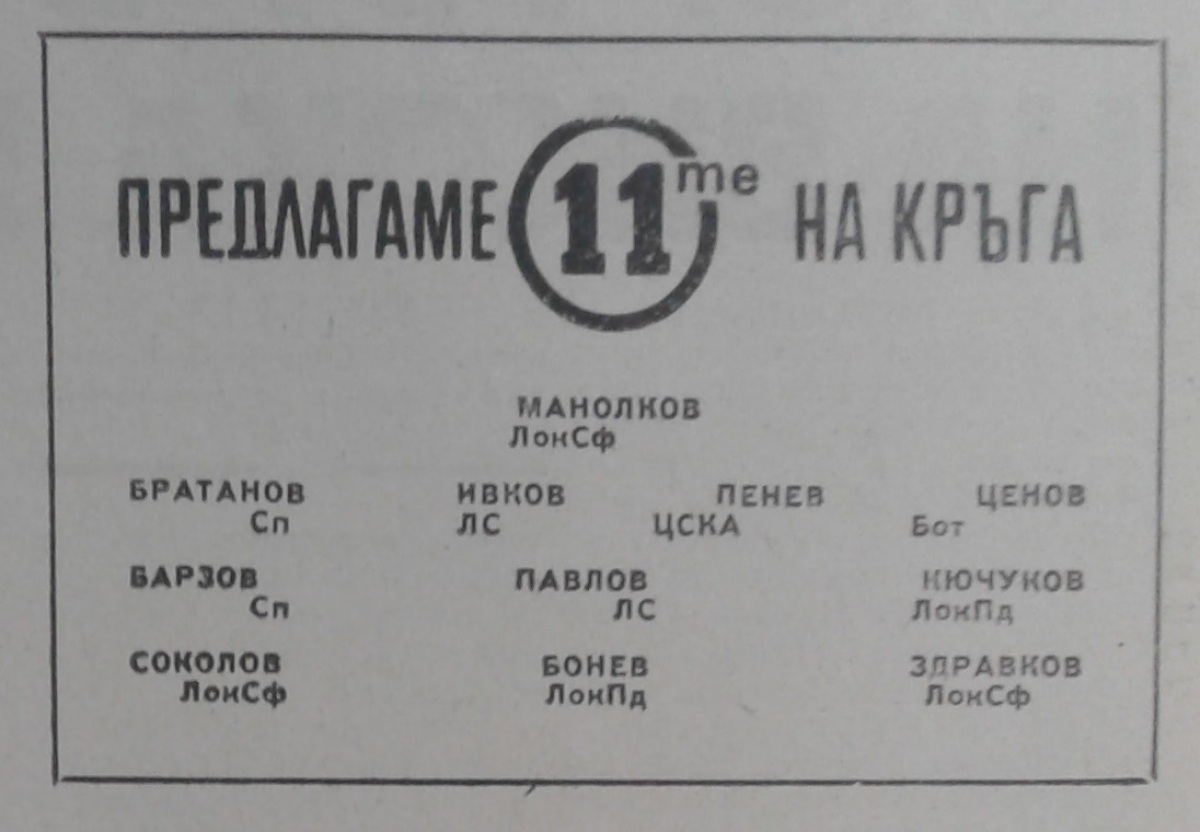 ПРЕДЛАГАМЕ 11те НА КРЪГА
МАНОЛКОВ
ЛокСф
БРАТАНОВ ИВКОВ ПЕНЕВ ЦЕНОВ
Сп ЛС ЦСКА Бот
БАРЗОВ ПАВЛОВ КЮЧУКОВ
Сп ЛС ЛокПд
СОКОЛОВ БОНЕВ ЗДРАВКОВ
ЛокСф ЛокПд ЛокСф